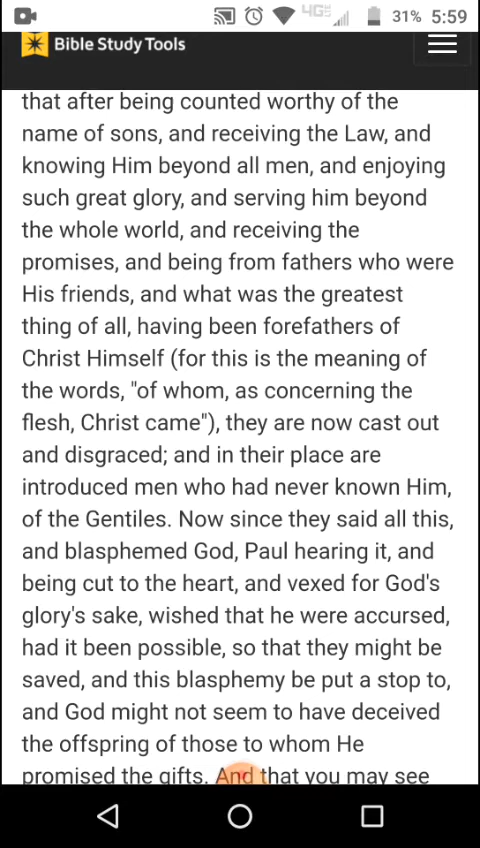 4G 31% 5:59
Bible Study Tools
that after being counted worthy of the
name of sons, and receiving the Law, and
knowing Him beyond all men, and enjoying
such great glory, and serving him beyond
the whole world, and receiving the
promises, and being from fathers who were
His friends, and what was the greatest
thing of all, having been forefathers of
Christ Himself (for this is the meaning of
the words, "of whom, as concerning the
flesh, Christ came"), they are now cast out
and disgraced; and in their place are
introduced men who had never known Him,
of the Gentiles. Now since they said all this,
and blasphemed God, Paul hearing it, and
being cut to the heart, and vexed for God's
glory's sake, wished that he were accursed,
had it been possible, so that they might be
saved, and this blasphemy be put a stop to,
and God might not seem to have deceived
the offspring of those to whom He
promised the gifts. And that you may see